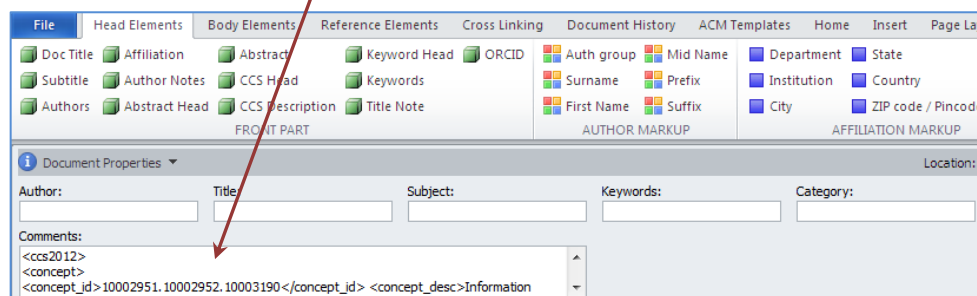 File Head Elements Body Elements Reference Elements Cross Linking Document History ACM Templates Home Insert Page La
Doc Title Affiliation Abstract Keyword Head ORCID Auth group Mid Name Department State
Subtitle Author Notes CCS Head Keywords Surname Prefix Institution Country
Authors Abstract Head CCS Description Title Note First Name Suffix City ZIP code / Pincod
FRONT PART AUTHOR MARKUP AFFILIATION MARKUP
Document Properties Location:
Author: Title: Subject: Keywords: Category:
Comments:
<ccs2012>
<concept>
<concept_id>10002951.10002952.10003190</concept_id> <concept_desc>Information